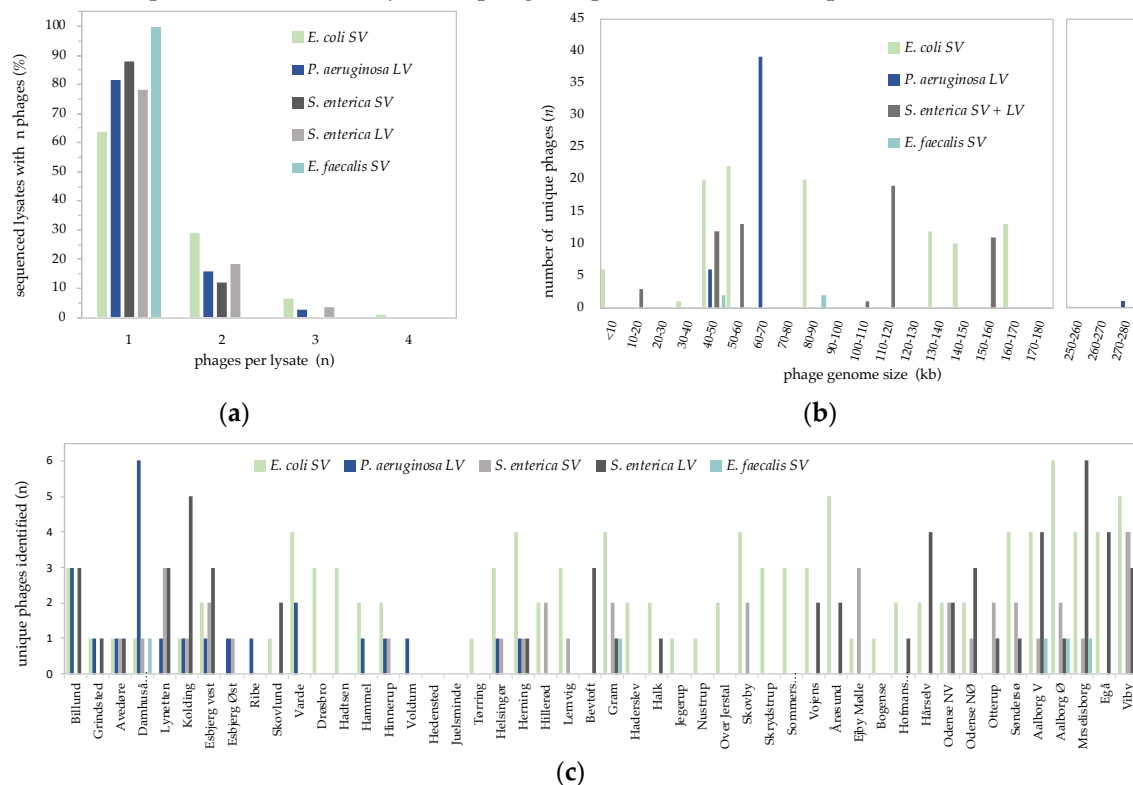 100
90
80
70
60
50
40
30
20
10
0
sequenced lysates with n phages (%)
E. coli SV
P. aeruginosa LV
S. enterica SV
S. enterica LV
E. faecalis SV
1 2 3 4
phages per lysate (n)
(a)
45
40
35
30
25
20
15
10
5
0
number of unique phages (n)
E. coli SV
P. aeruginosa LV
S. enterica SV + LV
E. faecalis SV
<10 10-20 20-30 30-40 40-50 50-60 60-70 70-80 80-90 90-100 100-110 110-120 120-130 130-140 140-150 150-160 160-170 170-180 250-260 260-270 270-280
phage genome size (kb)
(b)
6
5
4
3
2
1
0
unique phages identified (n)
E. coli SV P. aeruginosa LV S. enterica SV S. enterica LV E. faecalis SV
Billund Grindsted Avedøre Damhuså... Lynetten Kolding Esbjerg vest Esbjerg Øst Ribe Skovlund Varde Drøsbro Hadtsen Hammel Hinnerup Voldum Hedensted Juelsminde Tørring Helsingør Herning Hillerød Lemvig Bevtoft Gram Haderslev Halk Jegerup Nustrup Over Jerstal Skovby Skrydstrup Sommers... Vojens Årøsund Ejby Mølle Bogense Hofmans... Hårselv Odense NV Odense NØ Otterup Søndersø Aalborg V Aalborg Ø Egå Viby
(c)